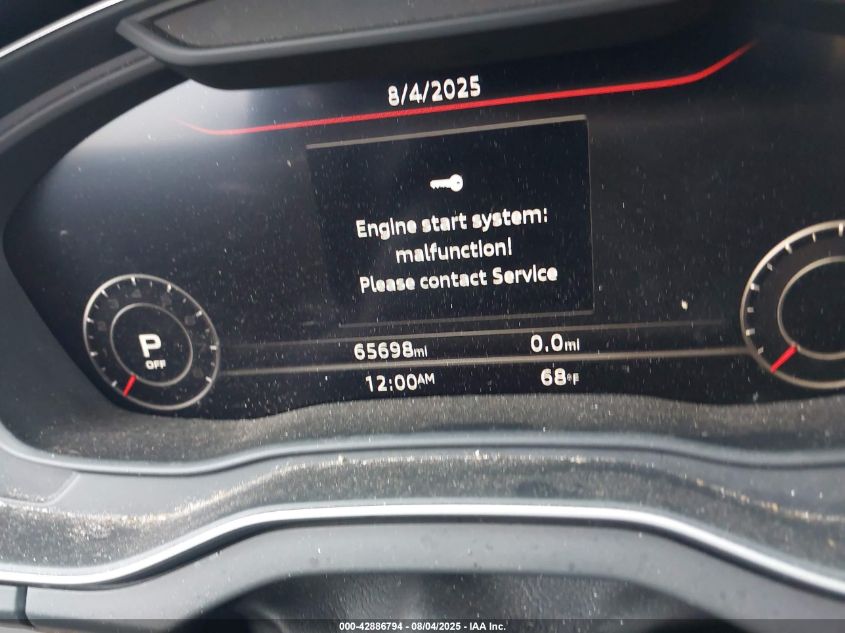 8/4/2025
Engine start system:
malfunction!
Please contact Service
P
OFF
65698mi
0.0mi
12:00AM
68°F
000-42886794 - 08/04/2025 - IAA Inc.